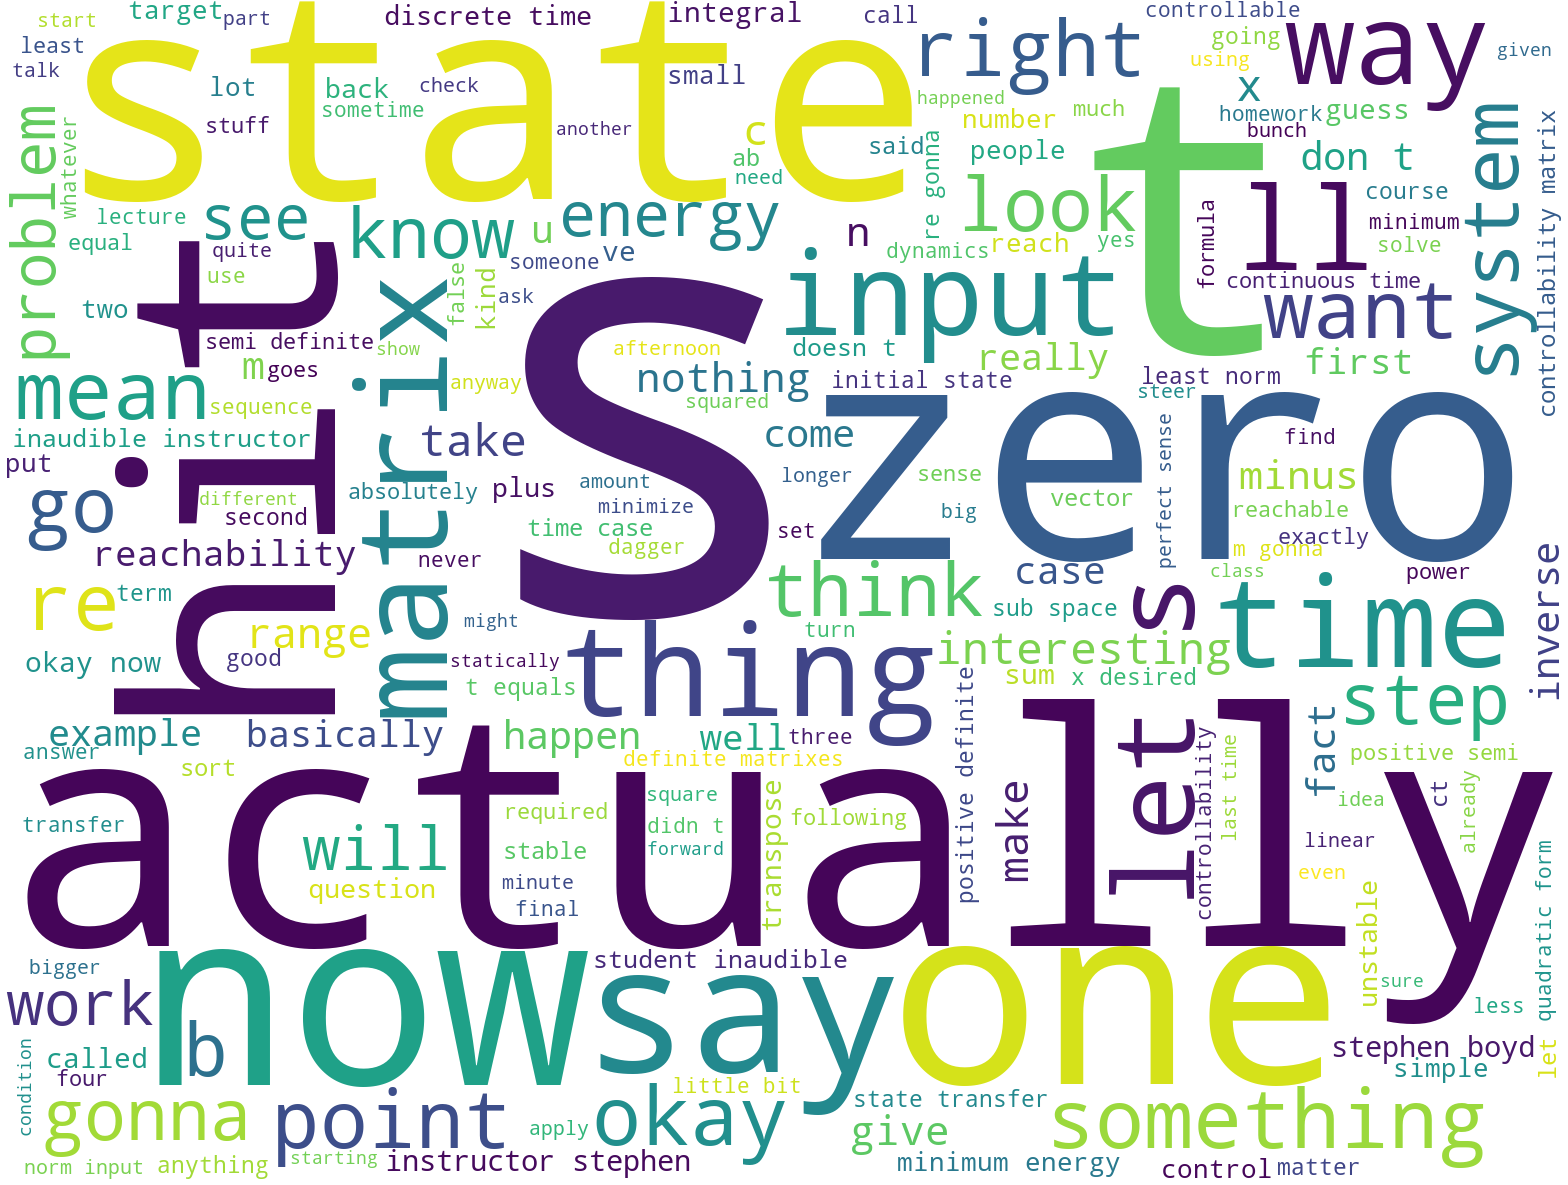 start
part
target
discrete time
integral
call
controllable
way
given
least
state
right
going
using
talk
lot
back
check
small
happened
much
x
homework
guess
stuff
sometime
another
c
number
bunch
problem
whatever
ab
need
said
people
t
don t
system
controllability matrix
lecture
see
know
u
energy
re gonna
look
ll
course
minimum
equal
hit
quite
someone
ve
n
dynamics
reach
yes
formula
solve
use
matrix
false
kind
ask
s
input
continuous time
want
two
semi definite
show
afternoon
doesn t
really
first
mean
m
goes
anyway
nothing
initial state
least norm
sequence
squared
zero
steer
inaudible instructor
take
come
perfect sense
find
put
go
different
absolutely
plus
amount
longer
sense
vector
minus
second
minimize
big
reachable
reachability
never
time case
dagger
set
m gonna
exactly
re
term
might
think
case
s
class
power
inverse
range
sub space
time
okay now
good
statically
thing
turn
interesting
t equals
sum
x desired
step
example
basically
happen
well
three
positive definite
let
controllability
last time
fact
positive semi
answer
sort
definite matrixes
make
ct
already
actually
required
square
transpose
following
idea
transfer
will
stable
didn t
forward
linear
question
minute
final
even
unstable
quadratic form
bigger
now
student inaudible
say
one
sure
less
work
b
condition
called
four
little bit
stephen boyd
simple
let
gonna
point
okay
state transfer
something
apply
give
norm input
anything
starting
instructor stephen
minimum energy
control
matter